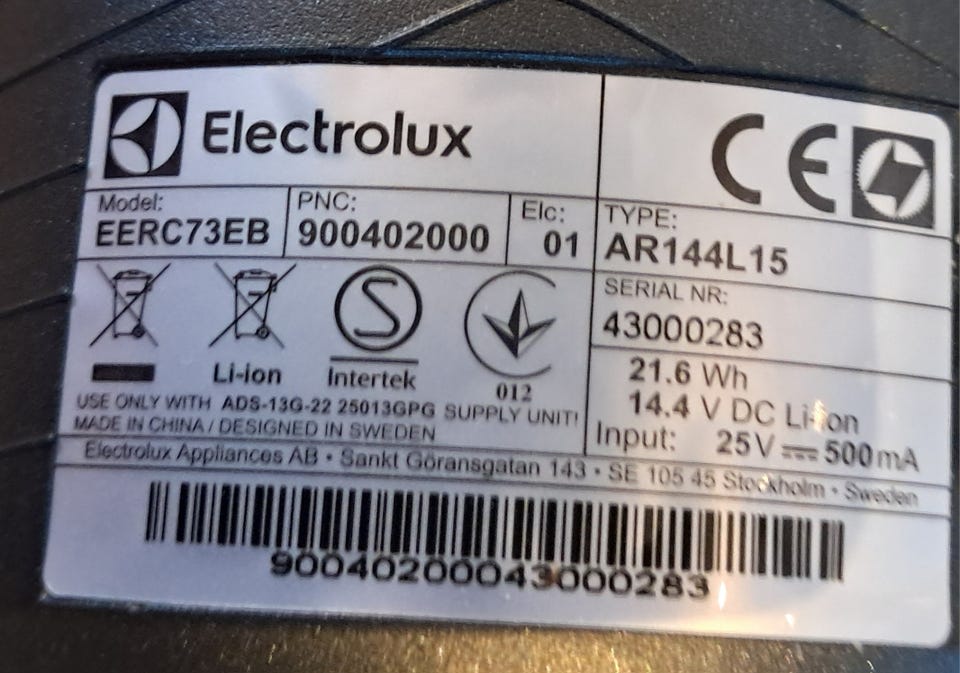 Electrolux
CE
Model:
EERC73EB
PNC:
900402000
Elc:
01
TYPE:
AR144L15
SERIAL NR:
43000283
21.6 Wh
14.4 V DC Li-ion
Input: 25V ⎓ 500mA
Li-ion
S
Intertek
012
USE ONLY WITH ADS-13G-22 25013GPG SUPPLY UNIT!
MADE IN CHINA / DESIGNED IN SWEDEN
Electrolux Appliances AB • Sankt Göransgatan 143 • SE 105 45 Stockholm • Sweden
90040200043000283